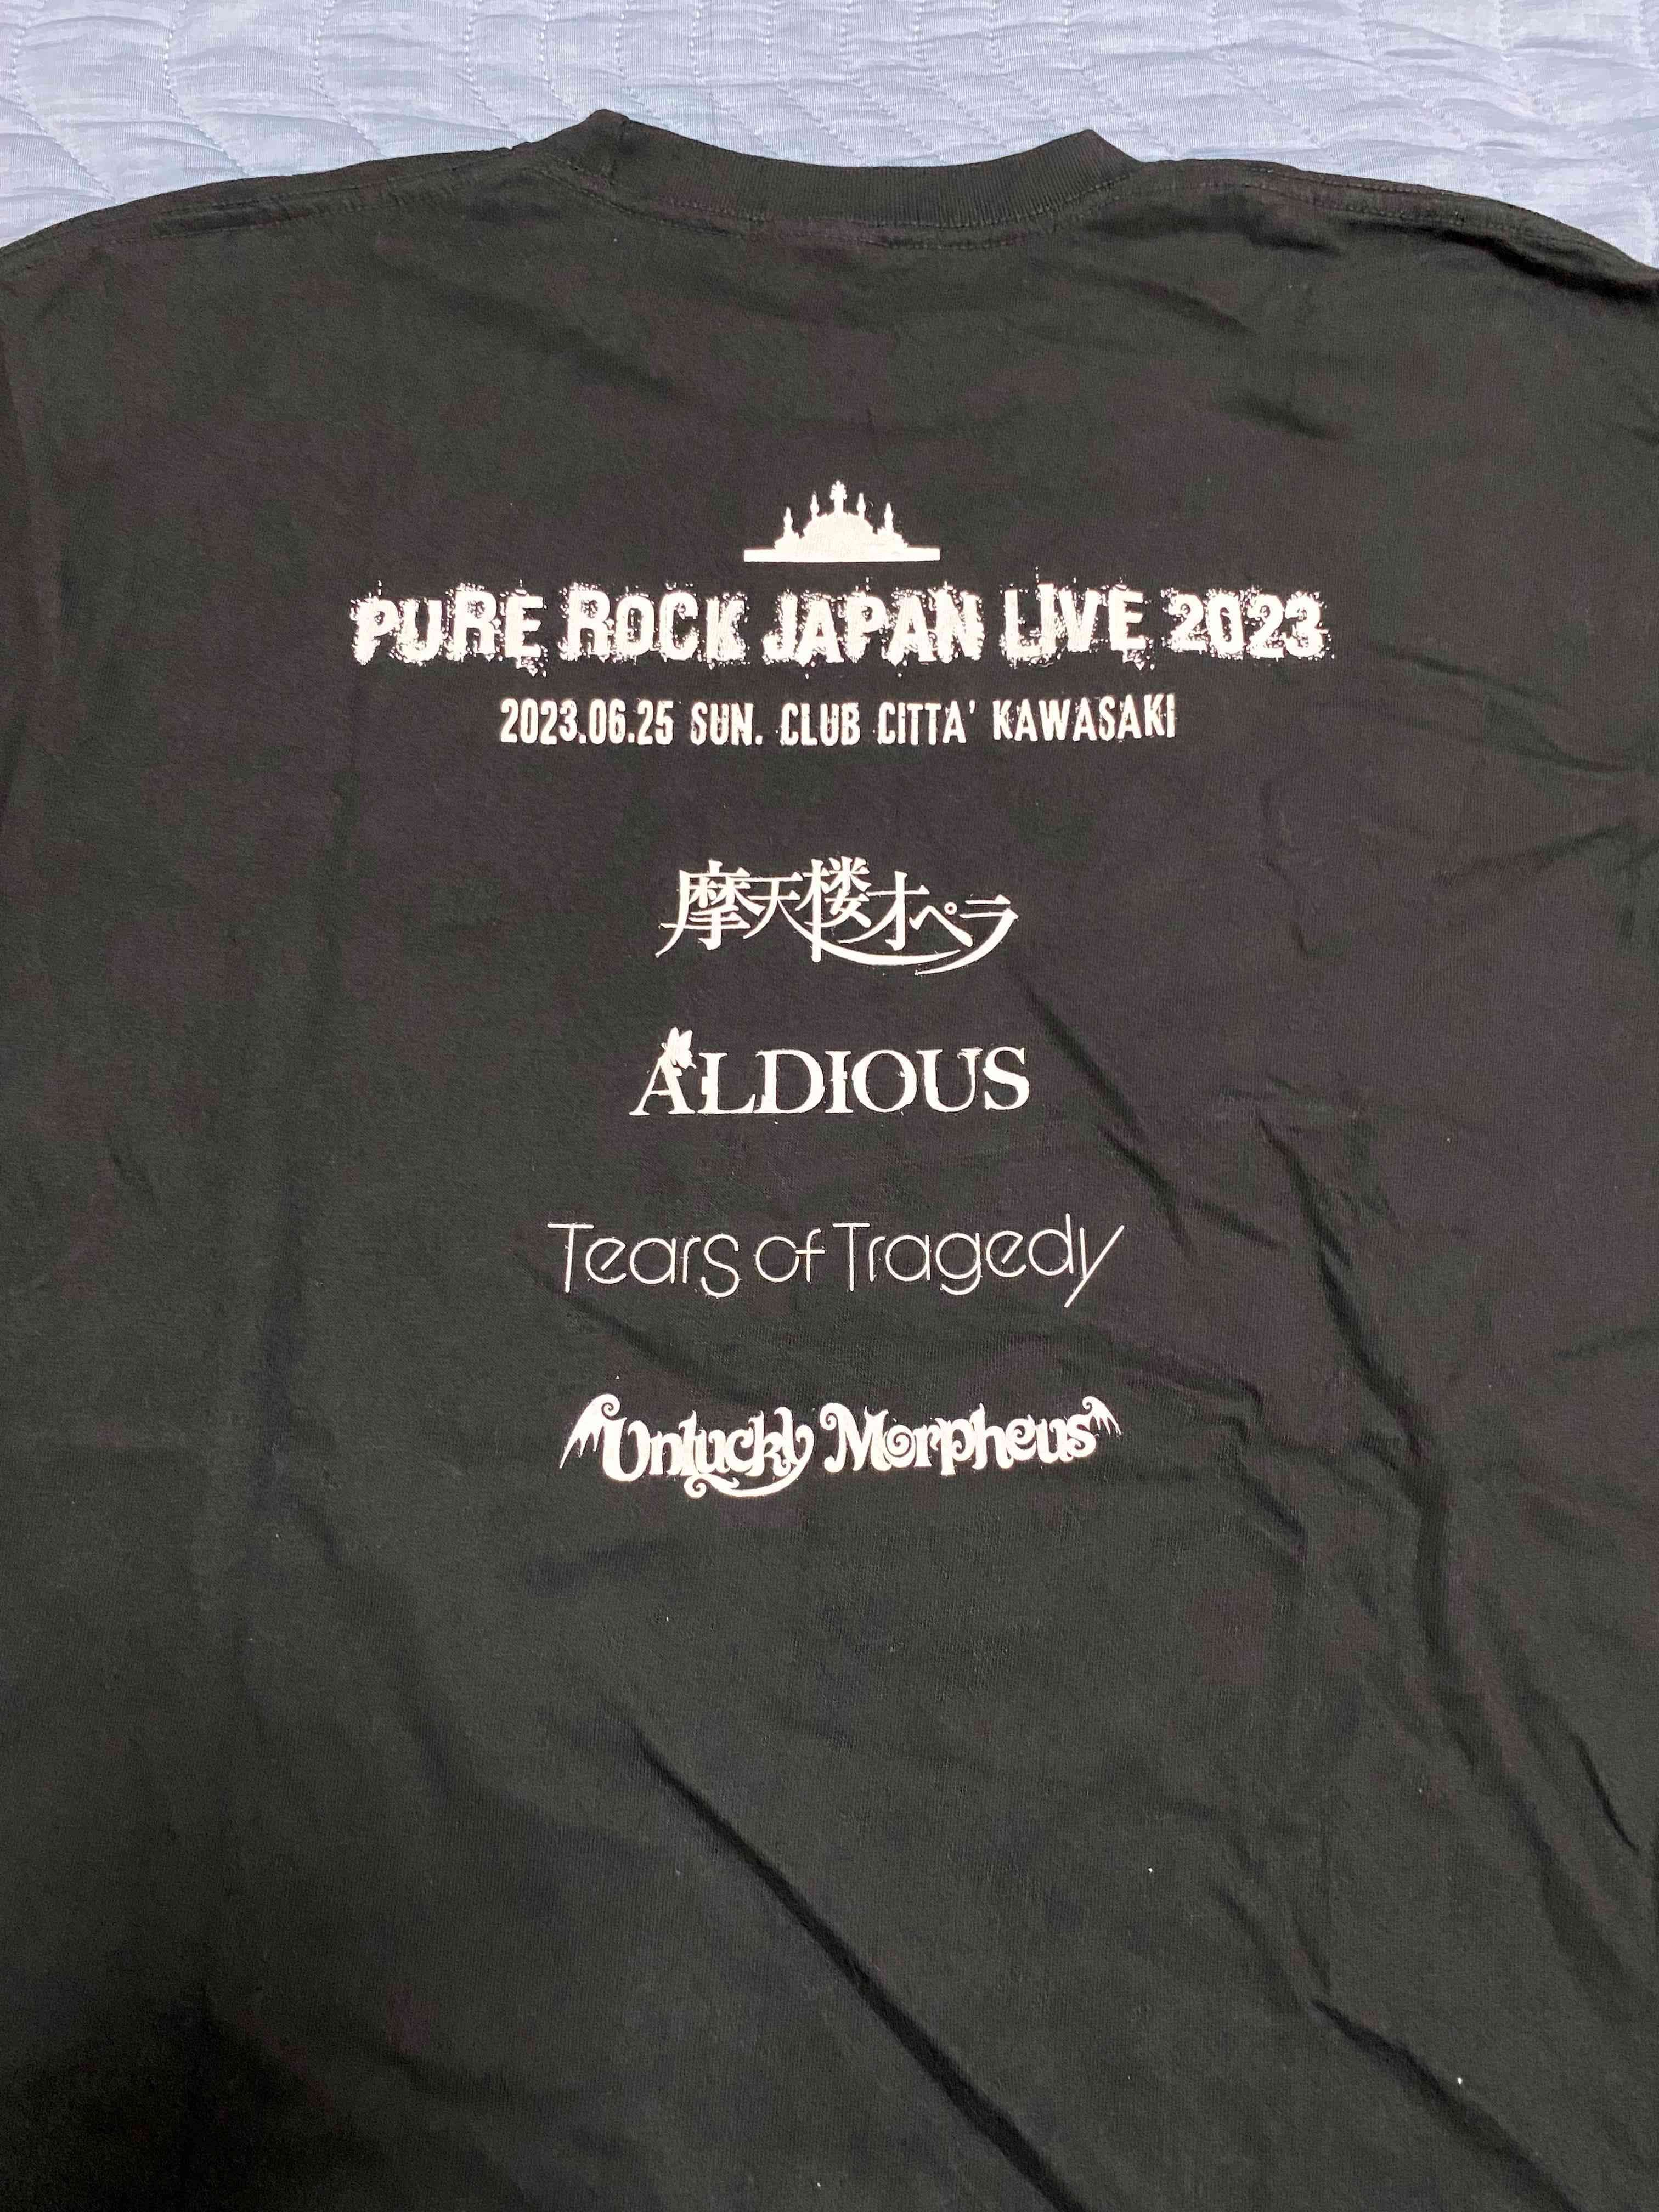 PURE ROCK JAPAN LIVE 2023
2023.06.25 SUN. CLUB CITTA' KAWASAKI
摩天楼オペラ
ALDIOUS
Tears of Tragedy
Unlucky Morpheus